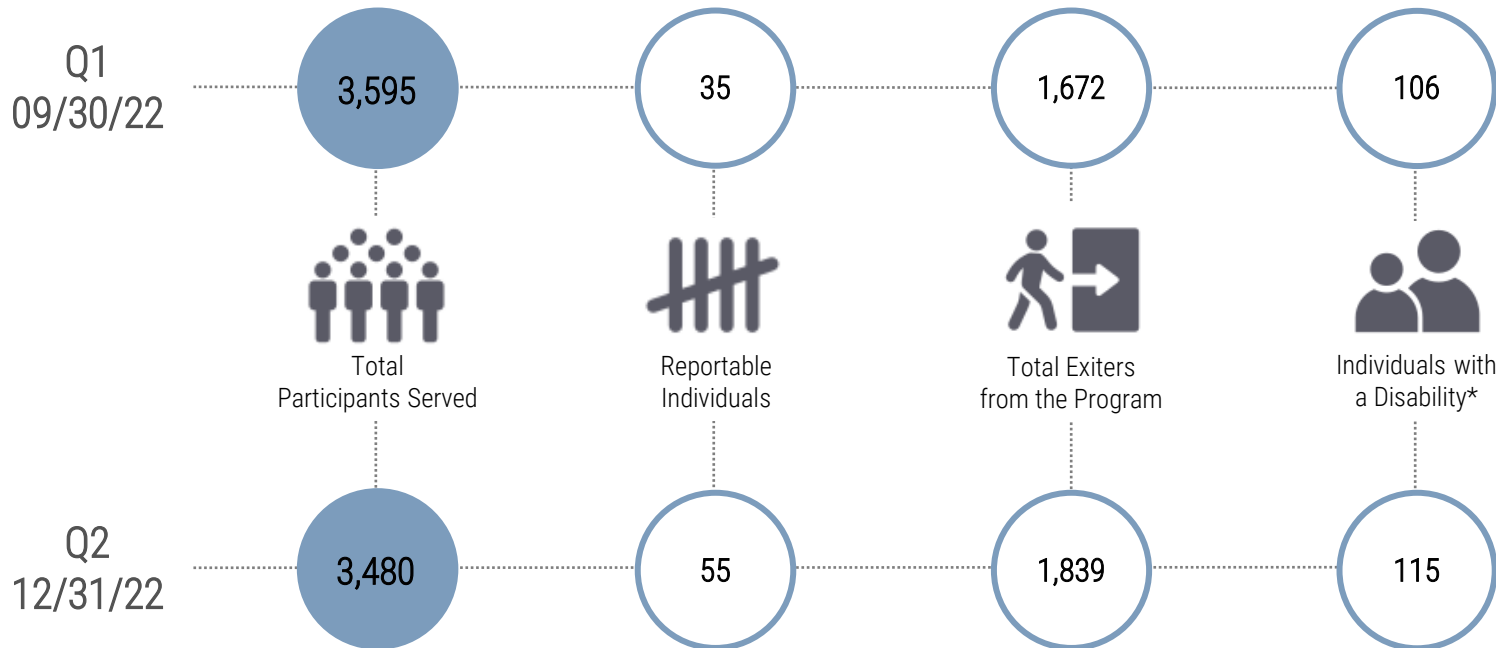 Q1
09/30/22
3,595
35
1,672
106
Total
Participants Served
Reportable
Individuals
Total Exiters
from the Program
Individuals with
a Disability*
Q2
12/31/22
3,480
55
1,839
115